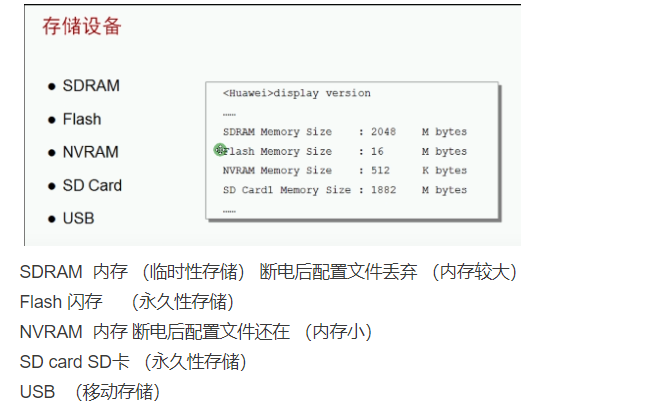 存储设备
● SDRAM
● Flash
● NVRAM
● SD Card
● USB
<Huawei>display version
……
SDRAM Memory Size : 2048 M bytes
Flash Memory Size : 16 M bytes
NVRAM Memory Size : 512 K bytes
SD Card1 Memory Size : 1882 M bytes
……
SDRAM 内存 （临时性存储） 断电后配置文件丢弃 （内存较大）
Flash 闪存 （永久性存储）
NVRAM 内存 断电后配置文件还在 （内存小）
SD card SD卡 （永久性存储）
USB （移动存储）